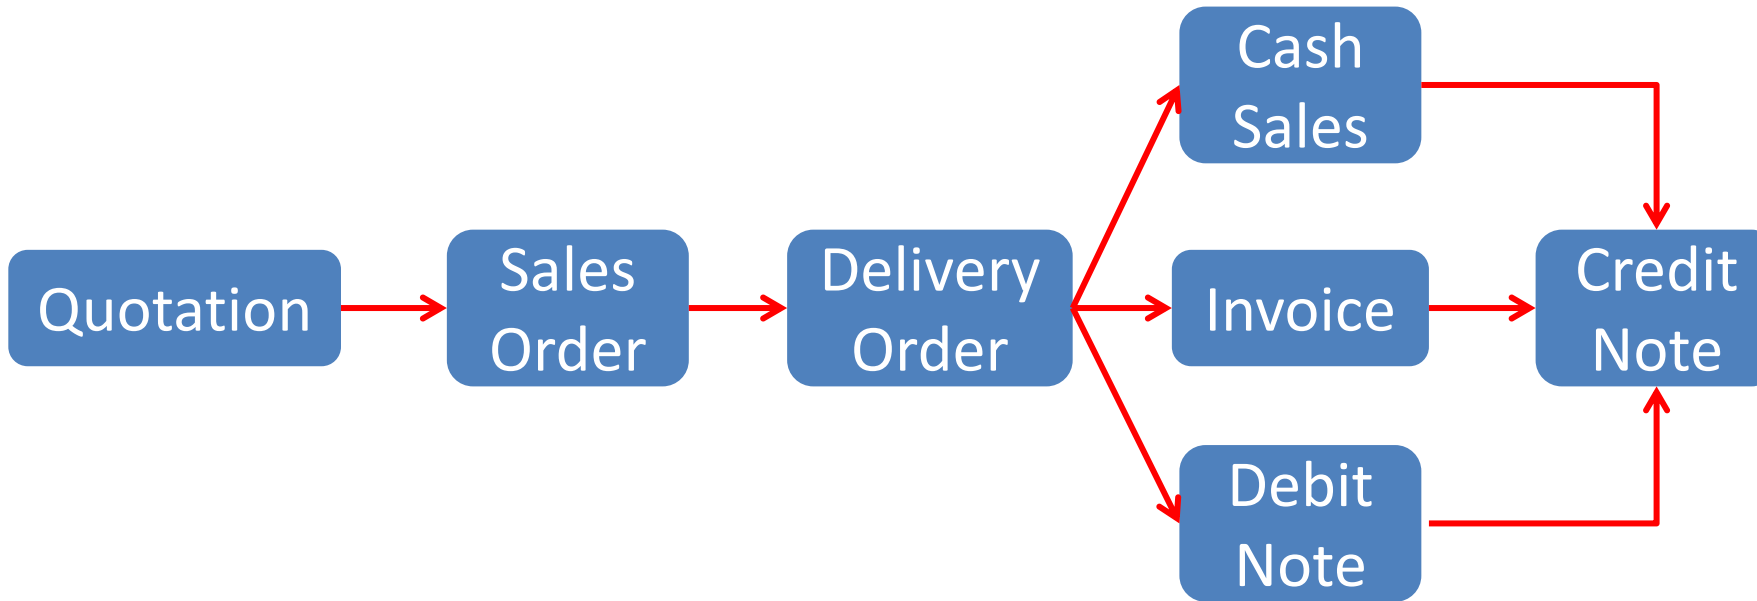 Quotation
Sales
Order
Delivery
Order
Cash
Sales
Invoice
Debit
Note
Credit
Note